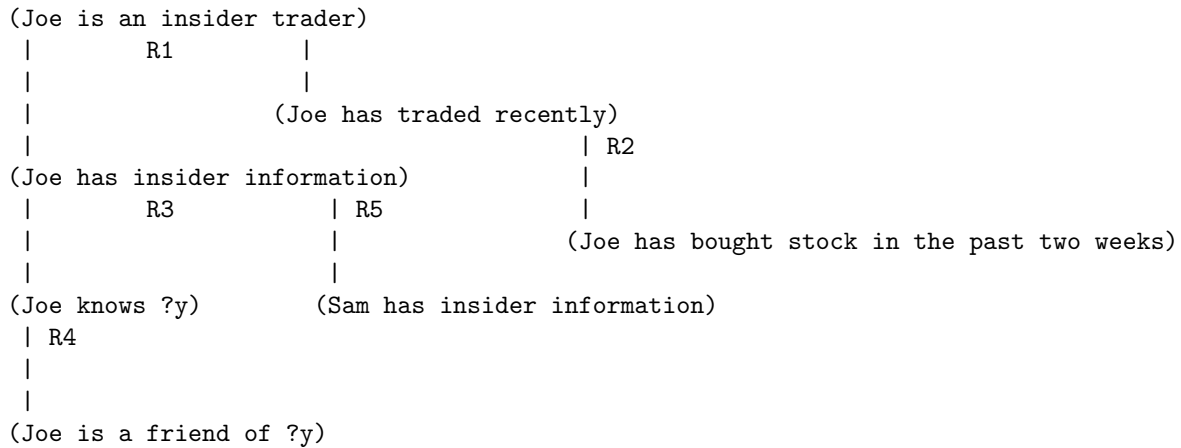 (Joe is an insider trader)
| R1 |
| |
| (Joe has traded recently)
| | R2
(Joe has insider information) |
| R3 | R5 |
| | (Joe has bought stock in the past two weeks)
| |
(Joe knows ?y) (Sam has insider information)
| R4
|
|
(Joe is a friend of ?y)